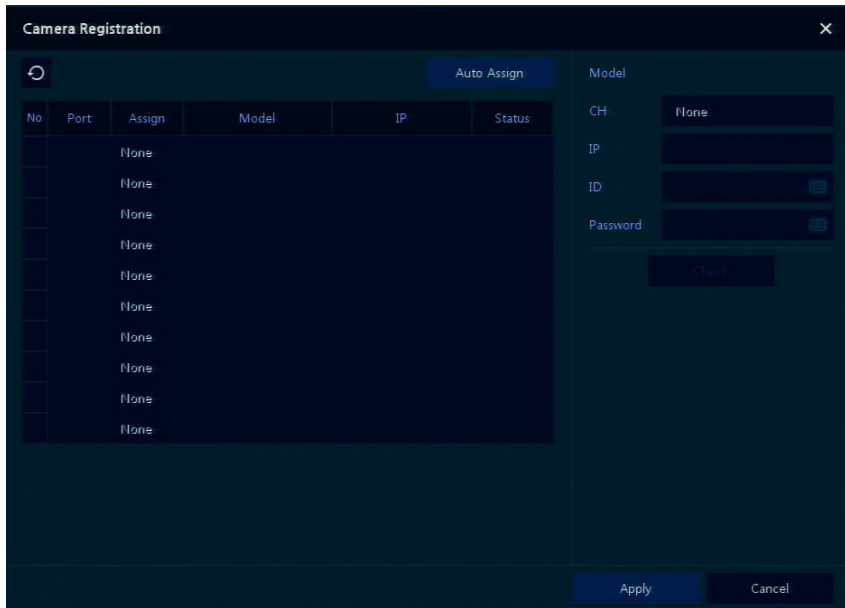 Camera Registration
Auto Assign
No Port Assign Model IP Status
None
None
None
None
None
None
None
None
None
None
Model
CH None
IP
ID
Password
Check
Apply Cancel